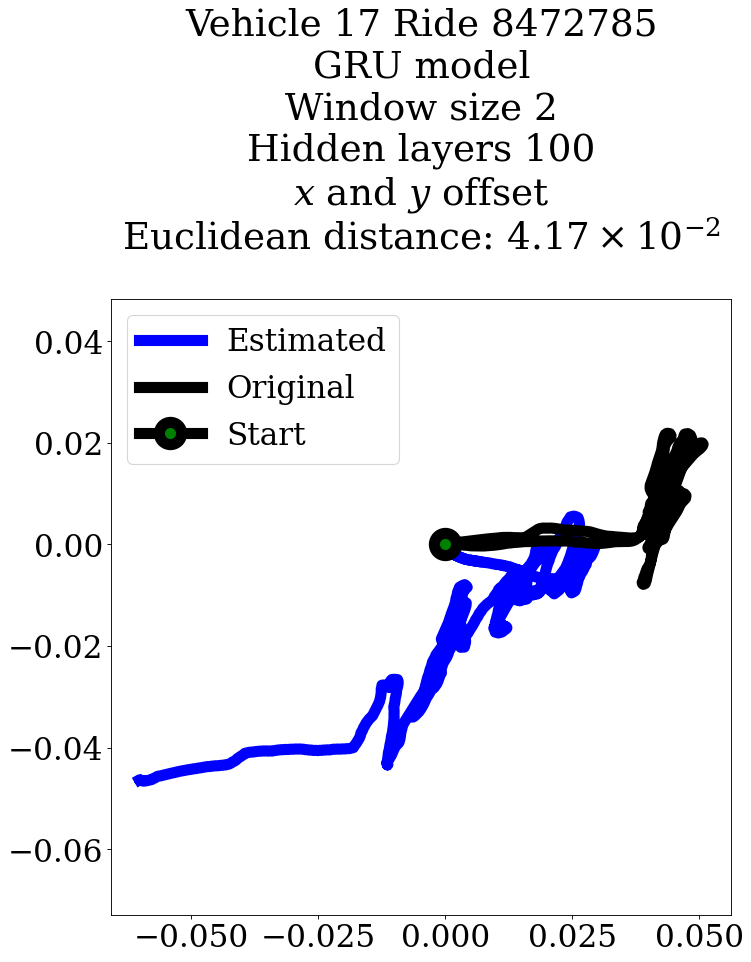 Vehicle 17 Ride 8472785
GRU model
Window size 2
Hidden layers 100
x and y offset
Euclidean distance: 4.17 × 10⁻²
Estimated
Original
Start
0.04
0.02
0.00
−0.02
−0.04
−0.06
−0.050 −0.025 0.000 0.025 0.050